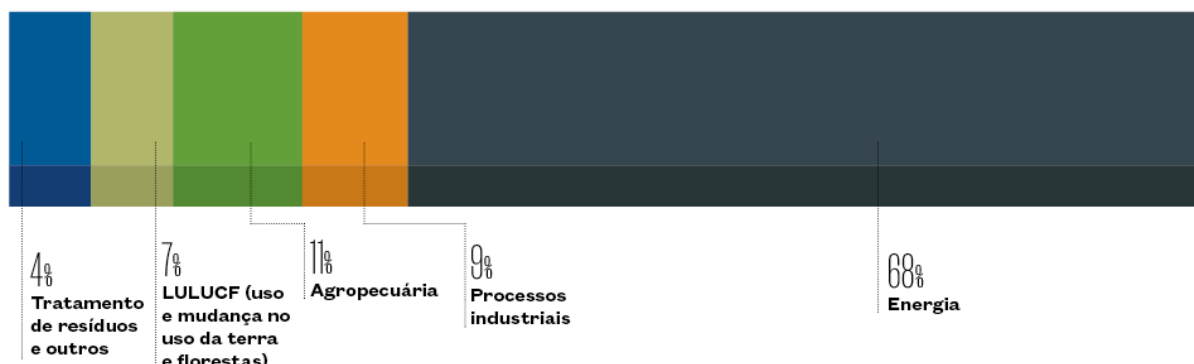 4%
Tratamento
de resíduos
e outros
7%
LULUCF (uso
e mudança no
uso da terra
e florestas)
11%
Agropecuária
9%
Processos
industriais
68%
Energia